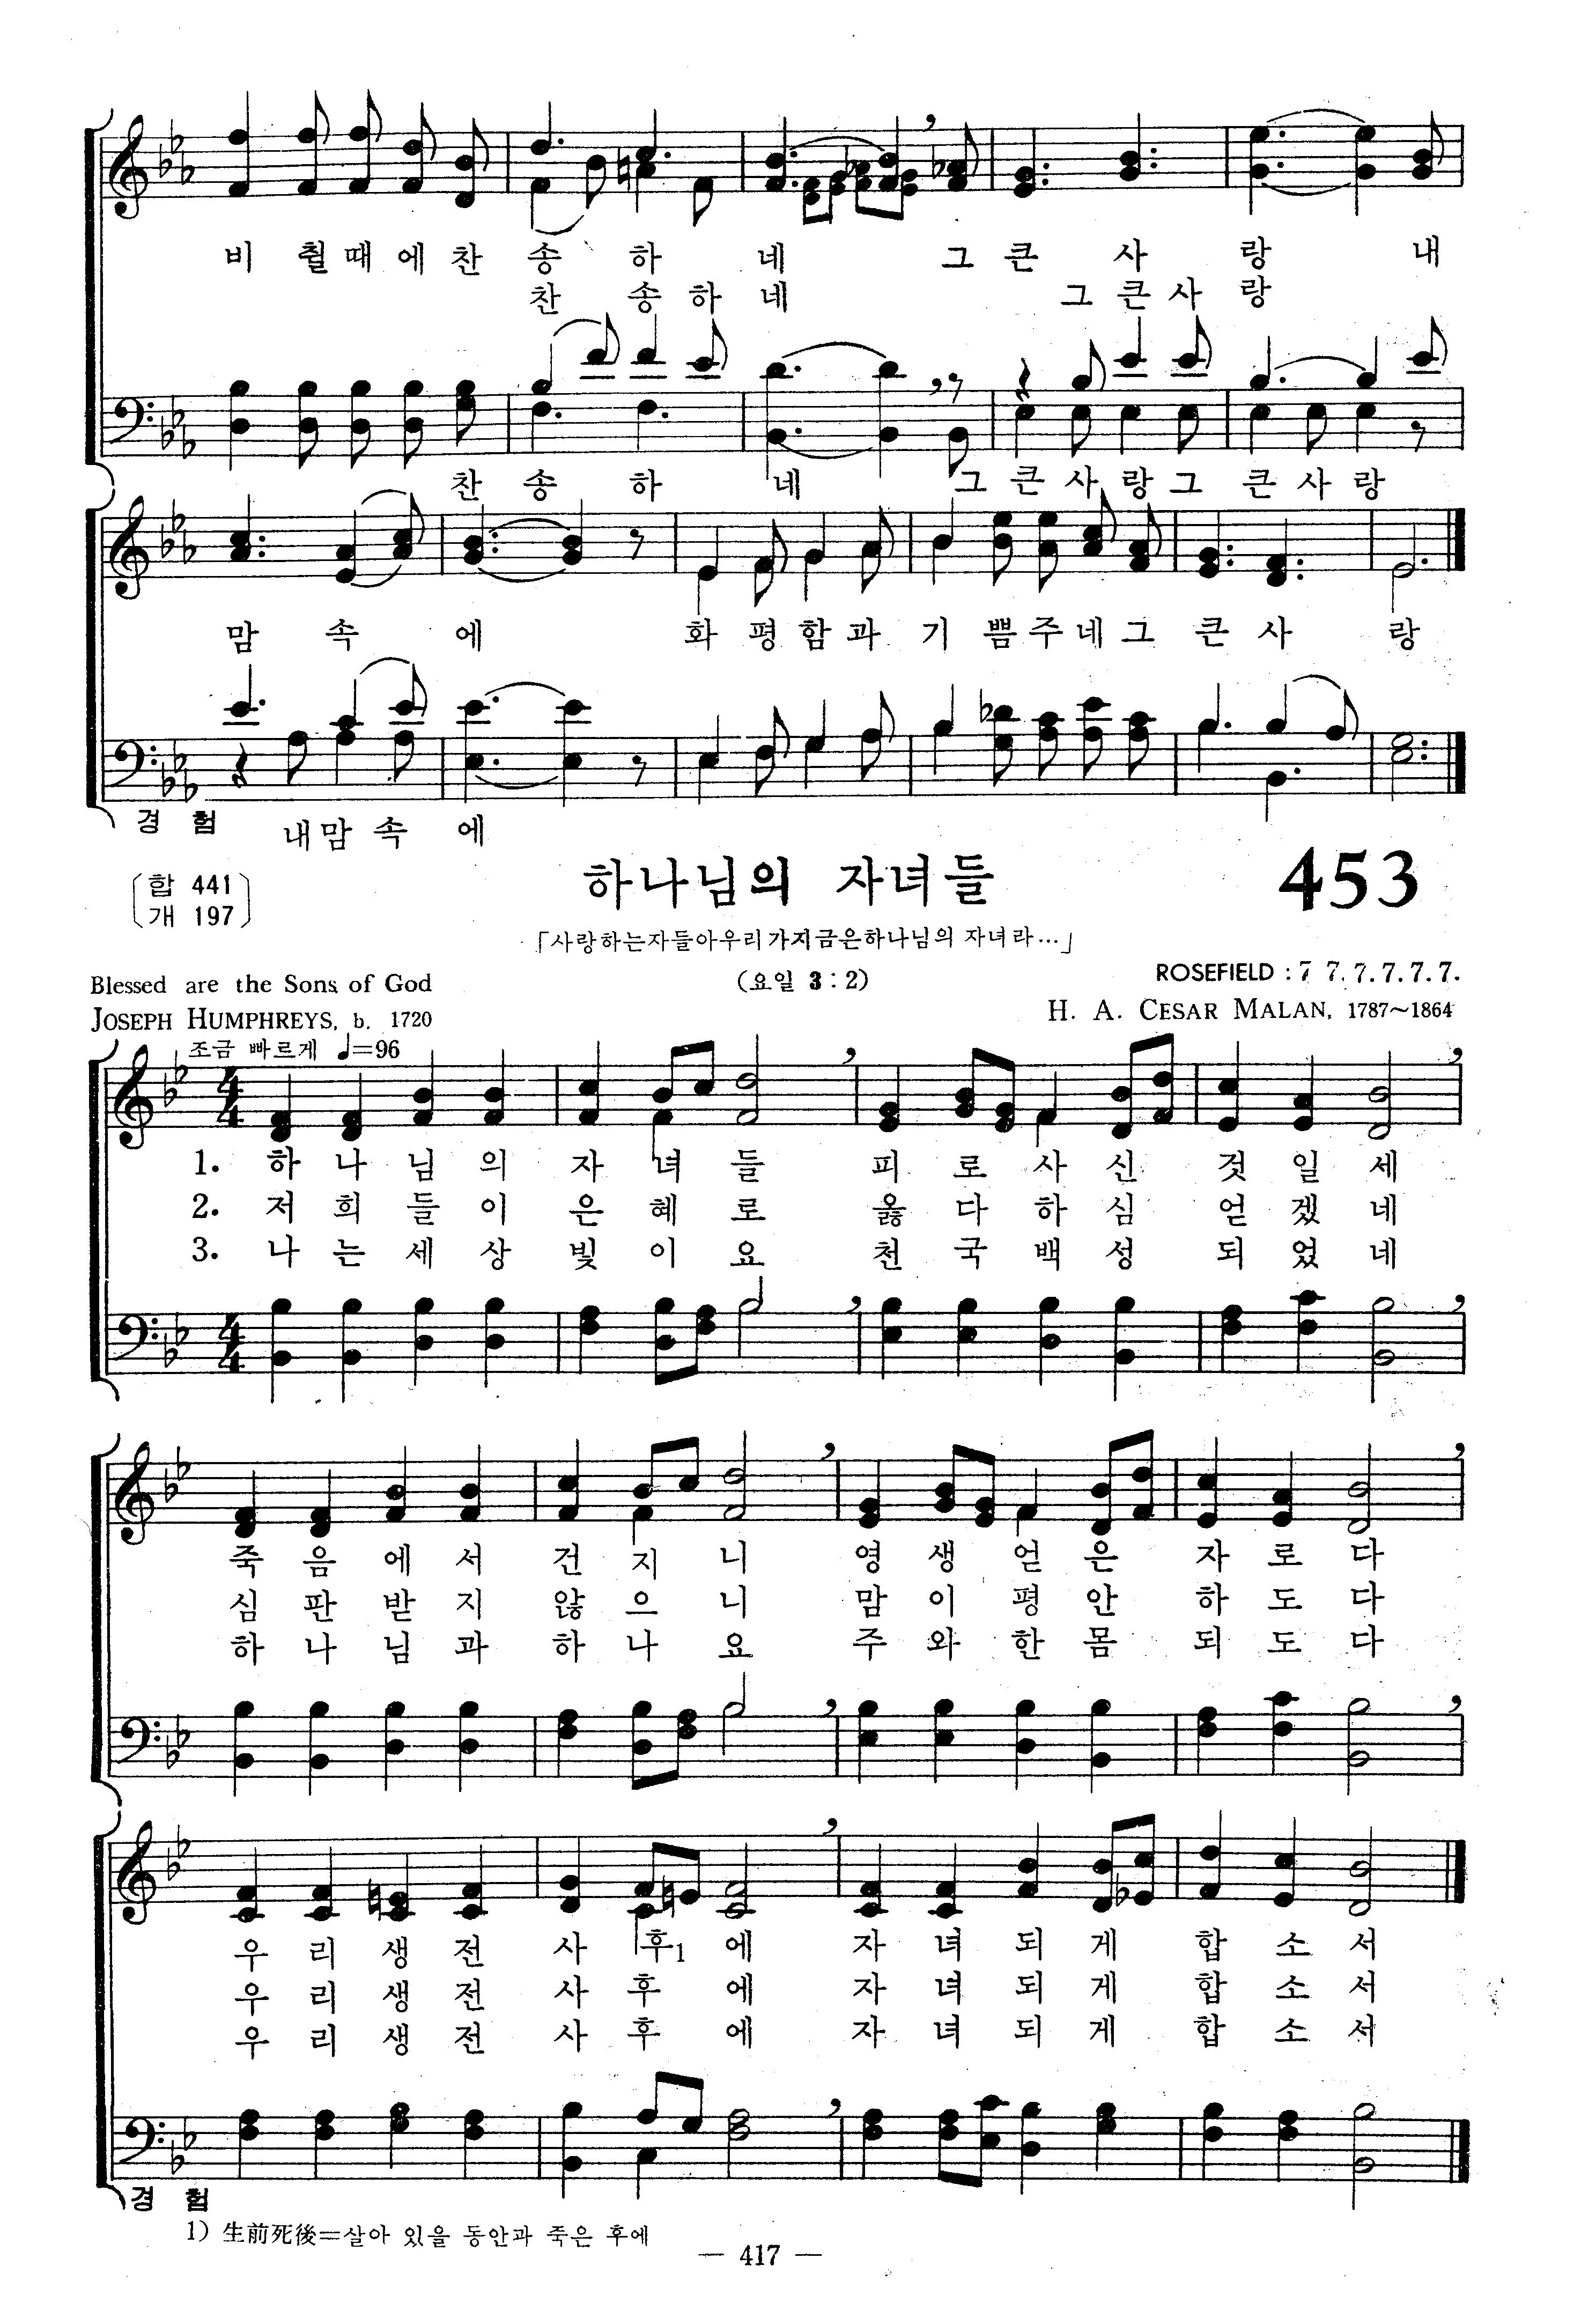 비 췰 때 에 찬 송 하 네 그 큰 사 랑 내
찬 송 하 네 그 큰 사 랑
찬 송 하 네 그 큰 사 랑 그 큰 사 랑
맘 속 에 화 평 함 과 기 쁨 주 네 그 큰 사 랑
경 험 내 맘 속 에
(합 441)
(개 197)
하나님의 자녀들
453
「사랑하는자들아우리가지금은하나님의 자녀라…」
(요일 3 : 2)
Blessed are the Sons of God
JOSEPH HUMPHREYS, b. 1720
ROSEFIELD : 7 7. 7. 7. 7. 7.
H. A. CESAR MALAN, 1787~1864
조금 빠르게 ♩=96
1. 하 나 님 의 자 녀 들 피 로 사 신 것 일 세
2. 저 희 들 이 은 혜 로 옳 다 하 심 얻 겠 네
3. 나 는 세 상 빛 이 요 천 국 백 성 되 었 네
죽 음 에 서 건 지 니 영 생 얻 은 자 로 다
심 판 받 지 않 으 니 맘 이 평 안 하 도 다
하 나 님 과 하 나 요 주 와 한 몸 되 도 다
우 리 생 전 사 후1 에 자 녀 되 게 합 소 서
우 리 생 전 사 후 에 자 녀 되 게 합 소 서
우 리 생 전 사 후 에 자 녀 되 게 합 소 서
경 험
1) 生前死後=살아 있을 동안과 죽은 후에
— 417 —